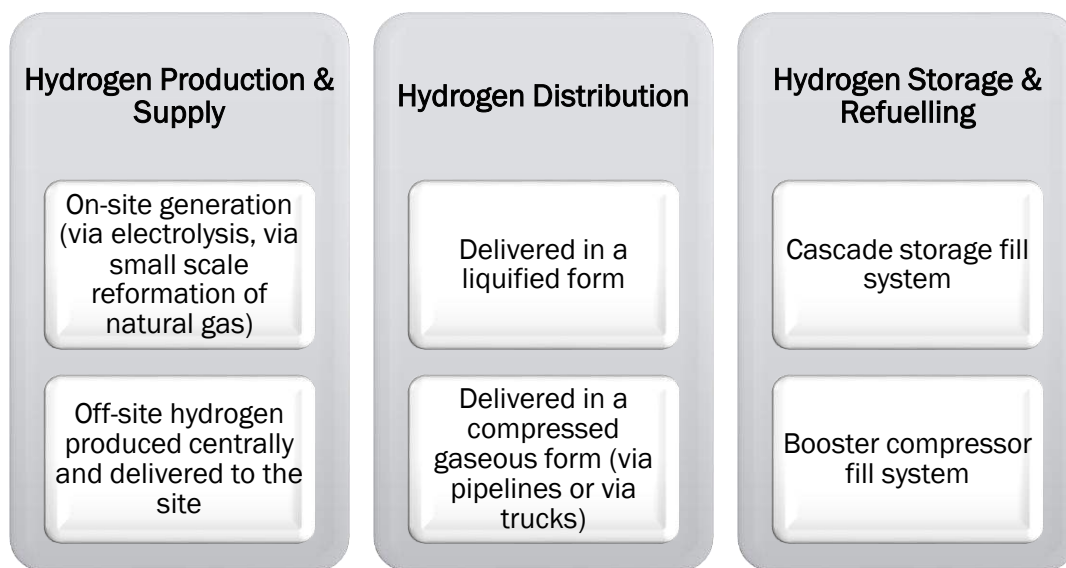 Hydrogen Production &
Supply
On-site generation
(via electrolysis, via
small scale
reformation of
natural gas)
Off-site hydrogen
produced centrally
and delivered to the
site
Hydrogen Distribution
Delivered in a
liquified form
Delivered in a
compressed
gaseous form (via
pipelines or via
trucks)
Hydrogen Storage &
Refuelling
Cascade storage fill
system
Booster compressor
fill system